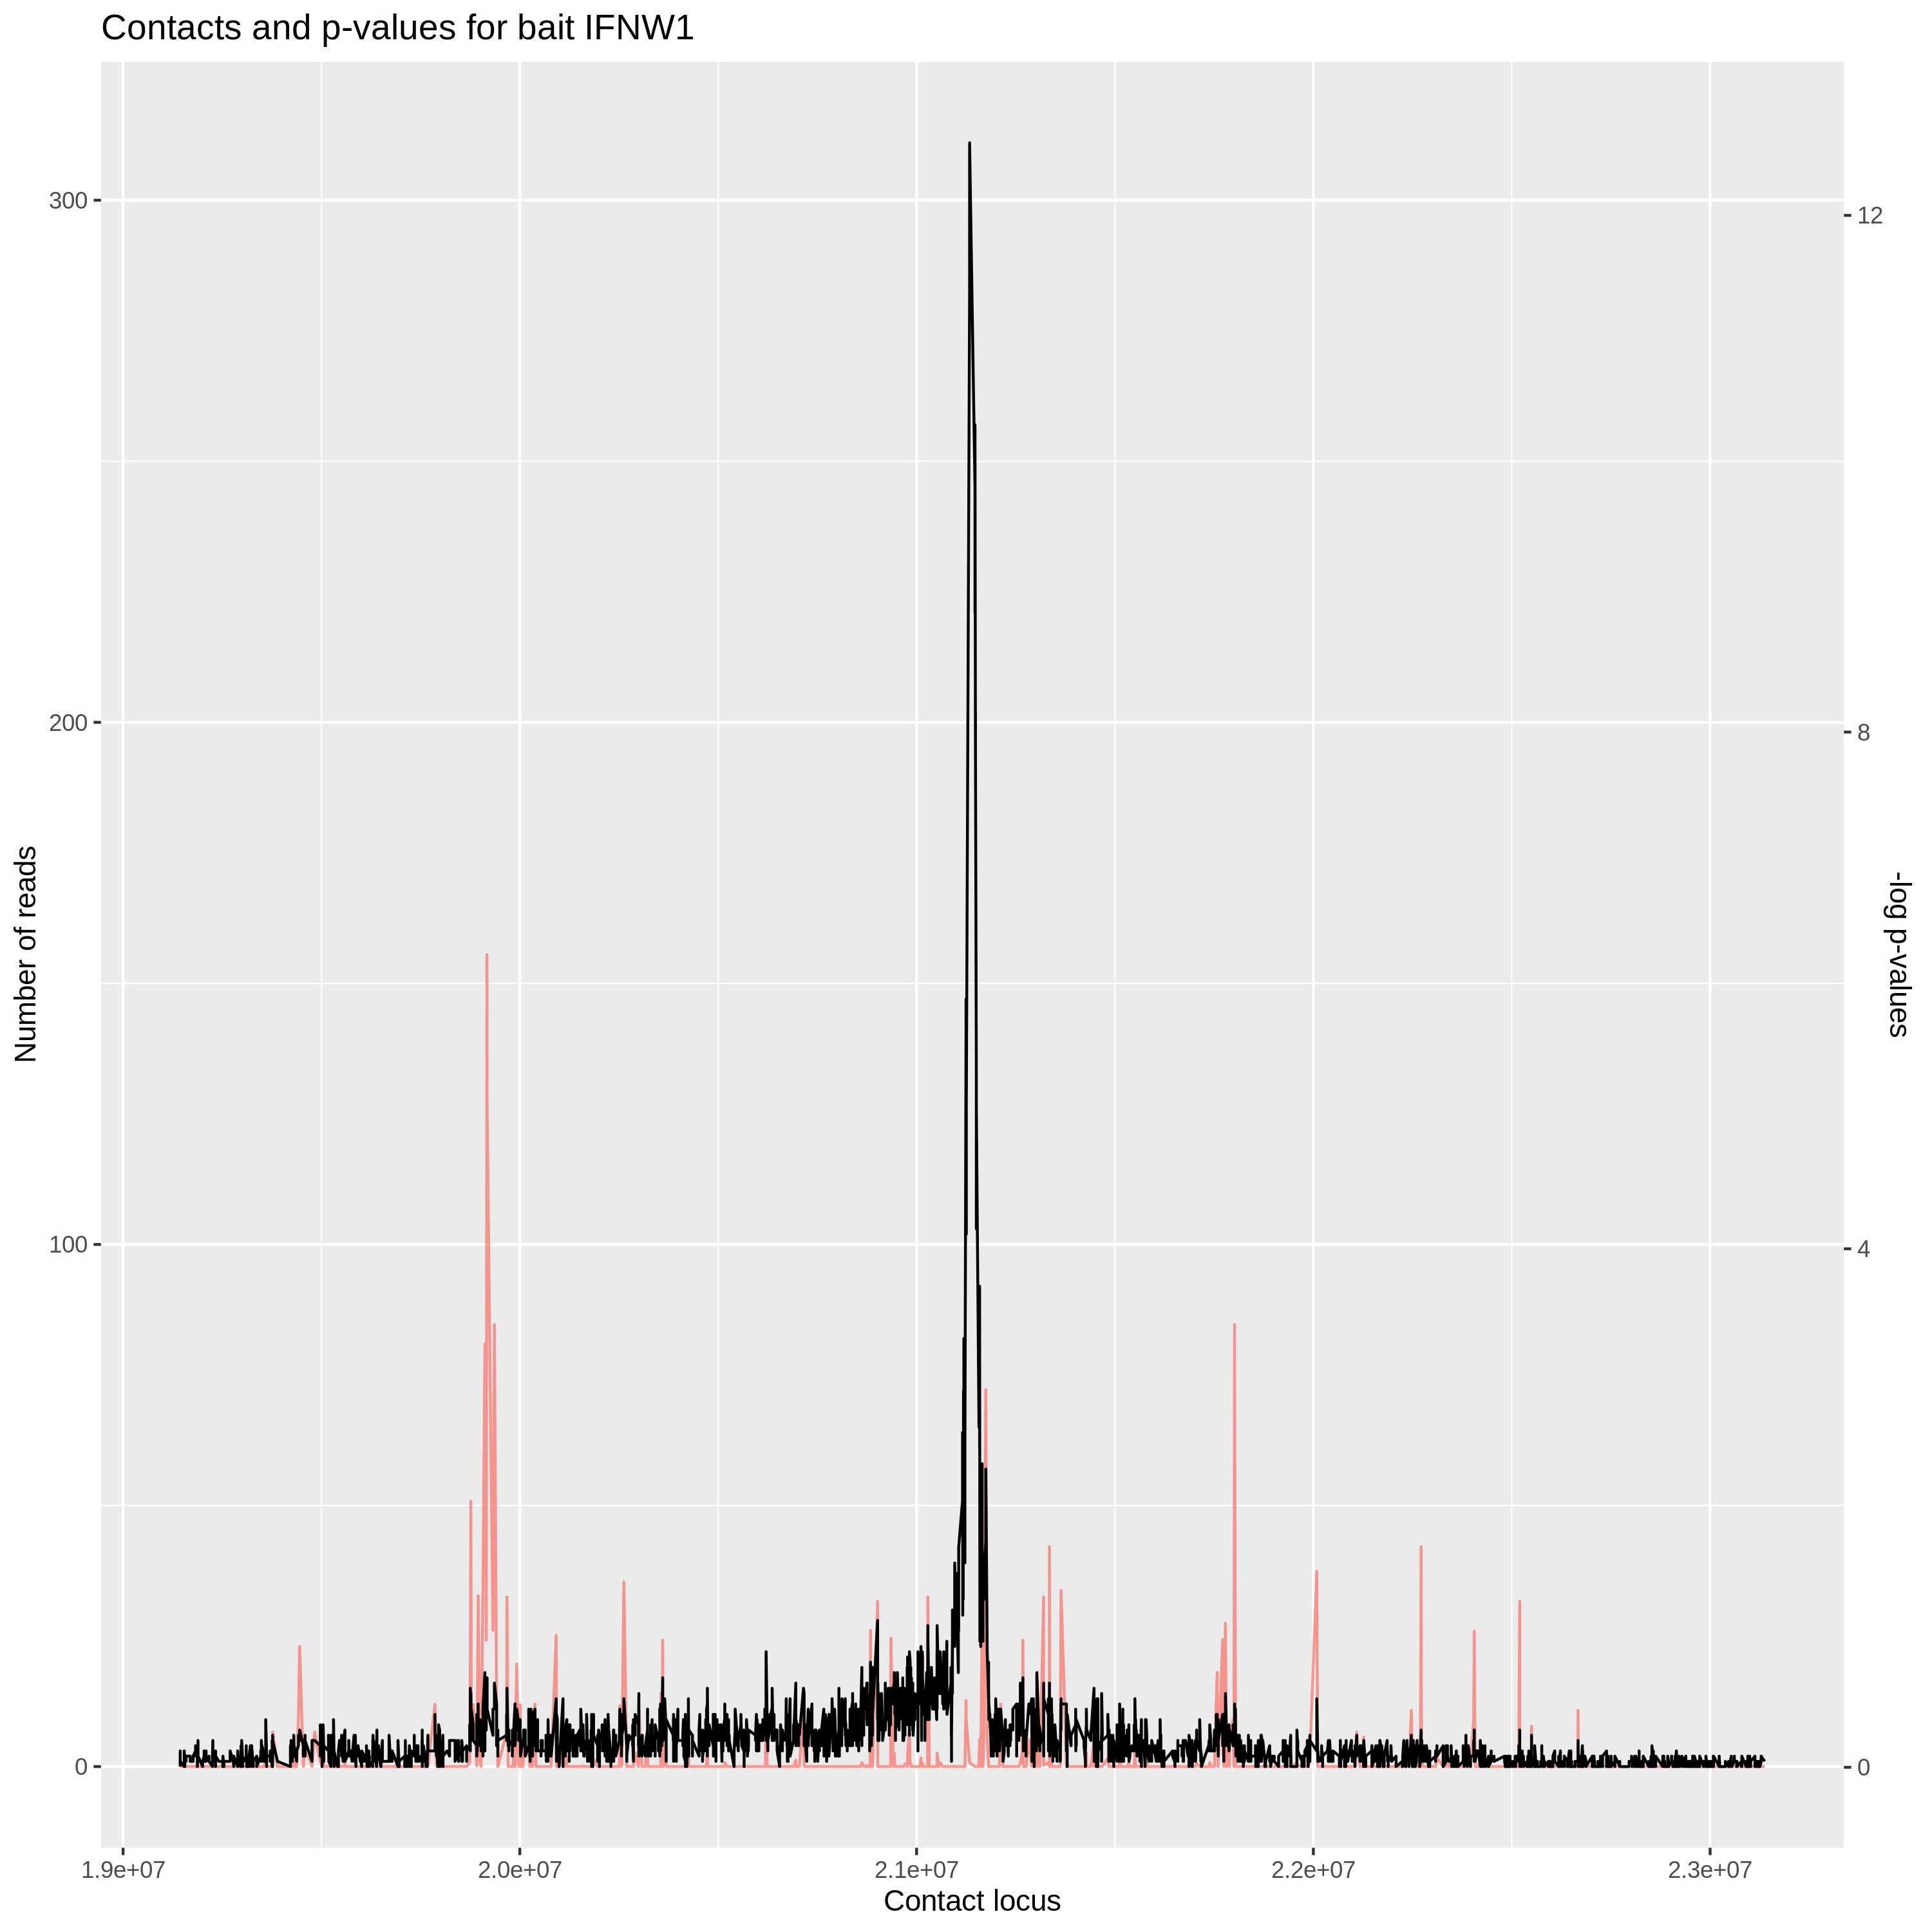 Contacts and p-values for bait IFNW1
300
200
100
0
12
8
4
0
Number of reads
-log p-values
1.9e+07 2.0e+07 2.1e+07 2.2e+07 2.3e+07
Contact locus